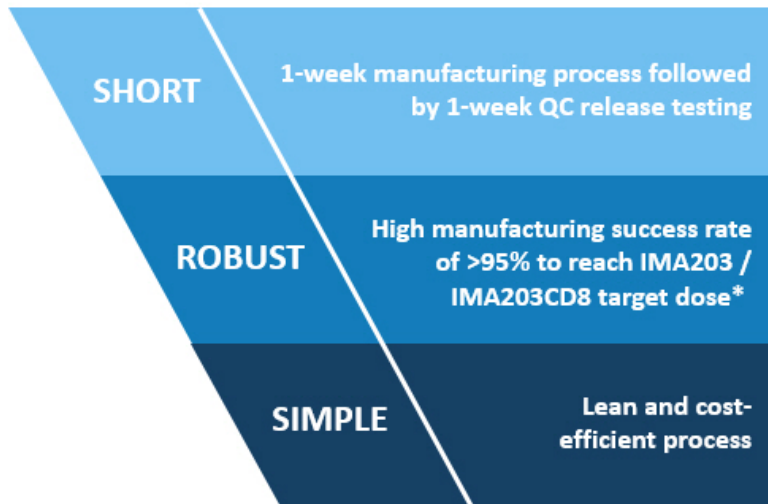 SHORT
1-week manufacturing process followed
by 1-week QC release testing
ROBUST
High manufacturing success rate
of >95% to reach IMA203 /
IMA203CD8 target dose*
SIMPLE
Lean and cost-
efficient process